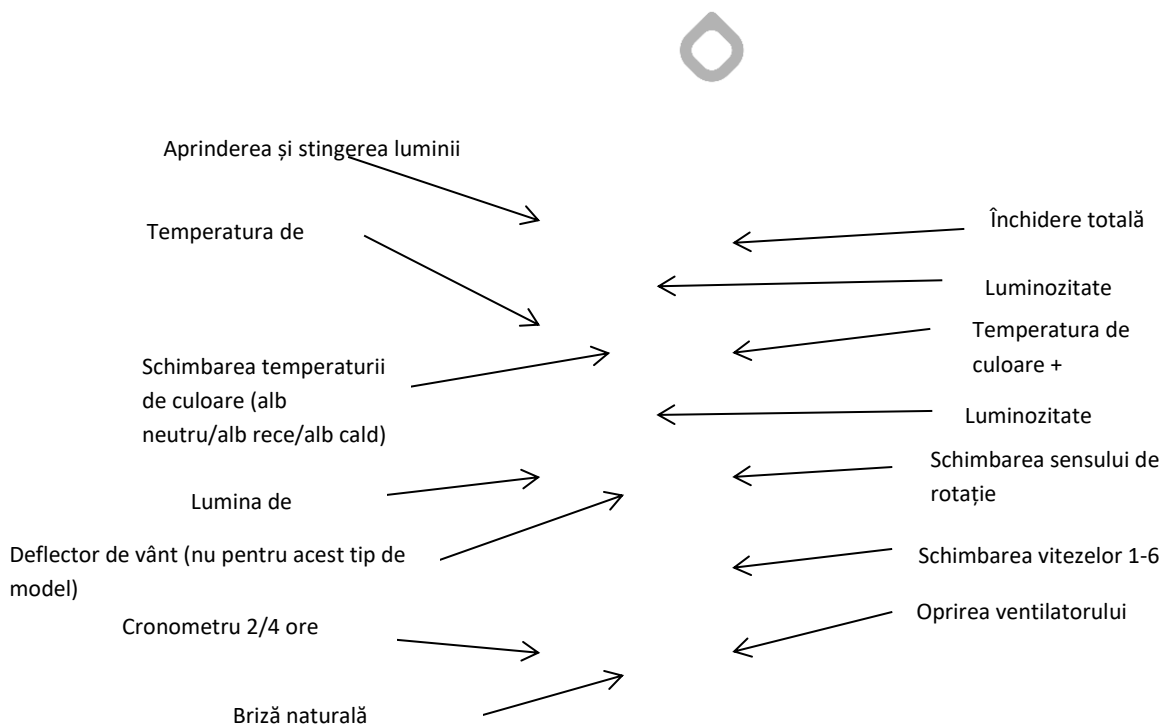 Aprinderea și stingerea luminii
Temperatura de
Schimbarea temperaturii
de culoare (alb
neutru/alb rece/alb cald)
Lumina de
Deflector de vânt (nu pentru acest tip de
model)
Cronometru 2/4 ore
Briză naturală
Închidere totală
Luminozitate
Temperatura de
culoare +
Luminozitate
Schimbarea sensului de
rotație
Schimbarea vitezelor 1-6
Oprirea ventilatorului